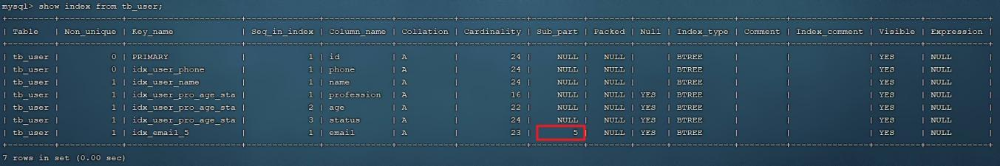 mysql> show index from tb_user;
+---------+------------+----------------------+--------------+-------------+-----------+-------------+----------+--------+------+------------+---------+---------------+---------+------------+
| Table | Non_unique | Key_name | Seq_in_index | Column_name | Collation | Cardinality | Sub_part | Packed | Null | Index_type | Comment | Index_comment | Visible | Expression |
+---------+------------+----------------------+--------------+-------------+-----------+-------------+----------+--------+------+------------+---------+---------------+---------+------------+
| tb_user | 0 | PRIMARY | 1 | id | A | 24 | NULL | NULL | | BTREE | | | YES | NULL |
| tb_user | 0 | idx_user_phone | 1 | phone | A | 24 | NULL | NULL | | BTREE | | | YES | NULL |
| tb_user | 1 | idx_user_name | 1 | name | A | 24 | NULL | NULL | | BTREE | | | YES | NULL |
| tb_user | 1 | idx_user_pro_age_sta | 1 | profession | A | 16 | NULL | NULL | YES | BTREE | | | YES | NULL |
| tb_user | 1 | idx_user_pro_age_sta | 2 | age | A | 22 | NULL | NULL | YES | BTREE | | | YES | NULL |
| tb_user | 1 | idx_user_pro_age_sta | 3 | status | A | 24 | NULL | NULL | YES | BTREE | | | YES | NULL |
| tb_user | 1 | idx_email_5 | 1 | email | A | 23 | 5 | NULL | YES | BTREE | | | YES | NULL |
+---------+------------+----------------------+--------------+-------------+-----------+-------------+----------+--------+------+------------+---------+---------------+---------+------------+
7 rows in set (0.00 sec)